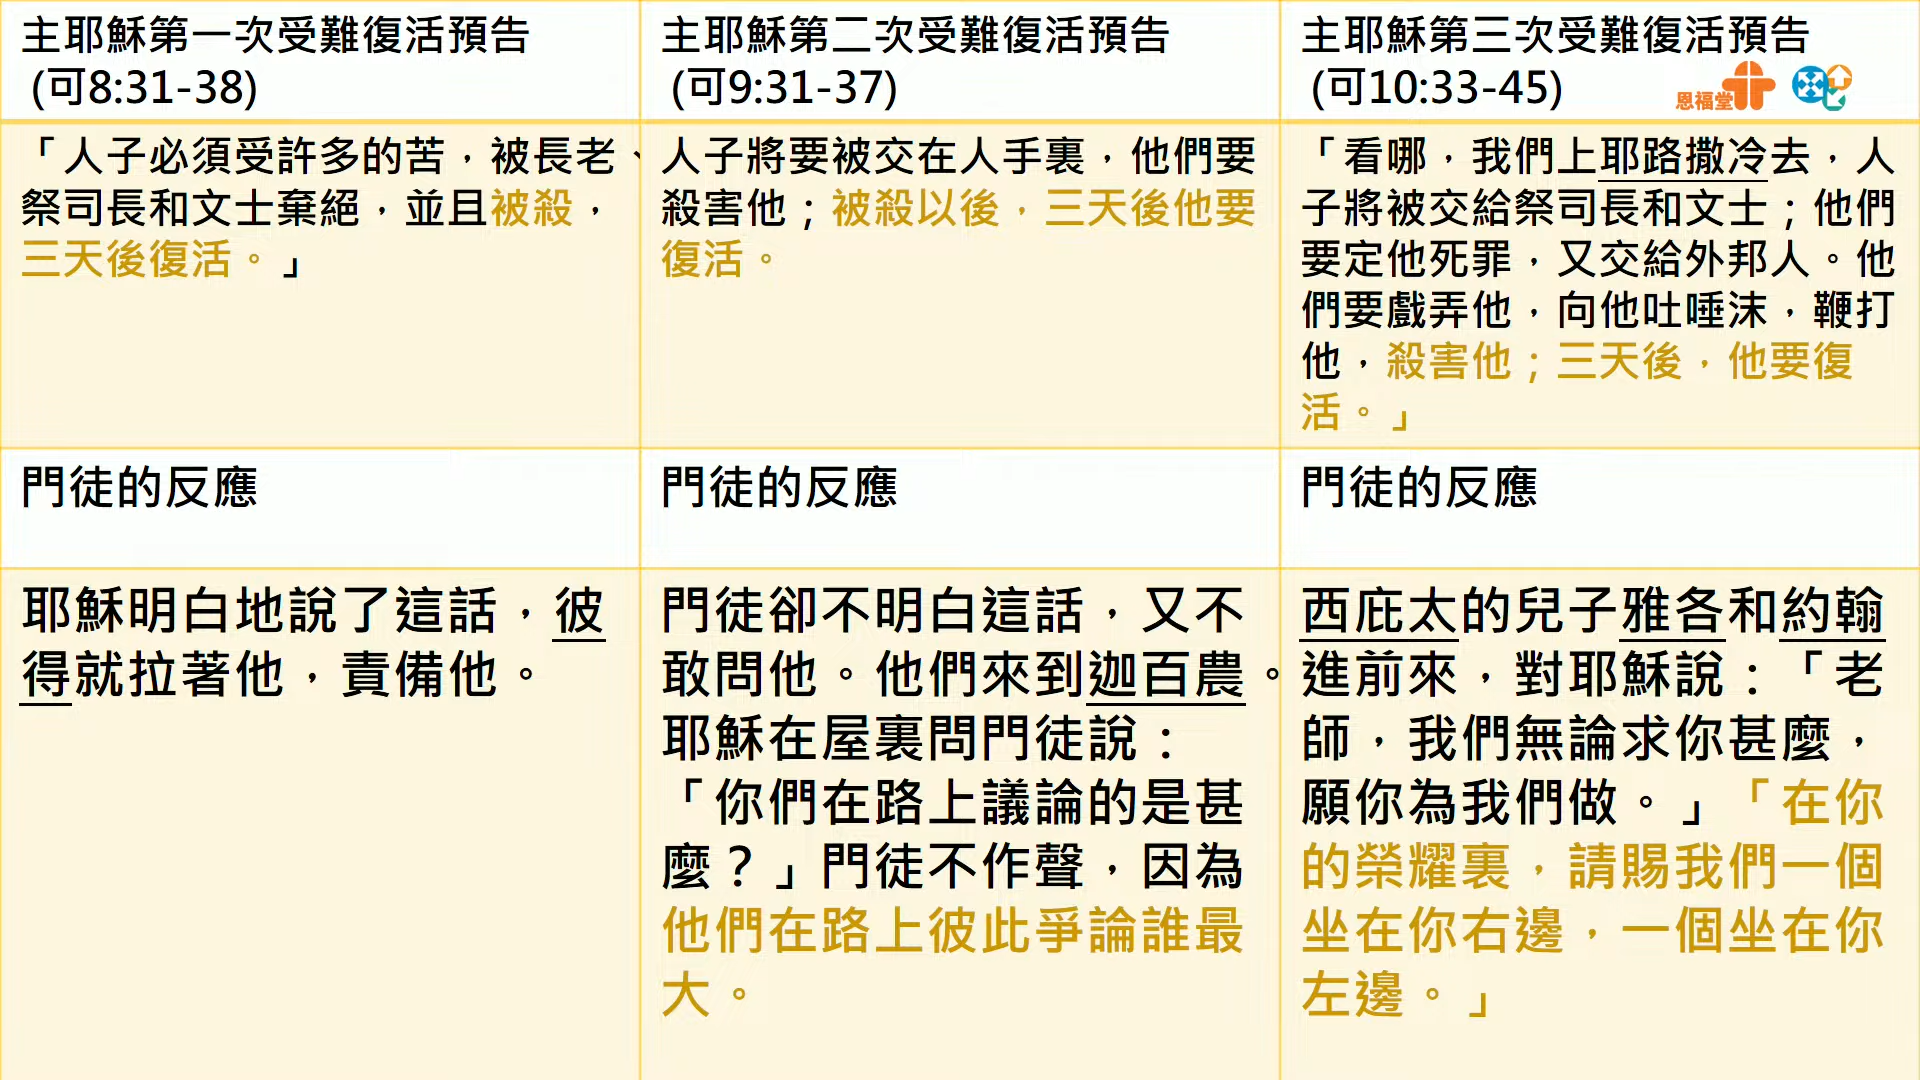 主耶穌第一次受難復活預告
(可8:31-38)
主耶穌第二次受難復活預告
(可9:31-37)
主耶穌第三次受難復活預告
(可10:33-45)
恩福堂
「人子必須受許多的苦，被長老、
祭司長和文士棄絕，並且被殺，
三天後復活。」
人子將要被交在人手裏，他們要
殺害他；被殺以後，三天後他要
復活。
「看哪，我們上耶路撒冷去，人
子將被交給祭司長和文士；他們
要定他死罪，又交給外邦人。他
們要戲弄他，向他吐唾沫，鞭打
他，殺害他；三天後，他要復
活。」
門徒的反應
門徒的反應
門徒的反應
耶穌明白地說了這話，彼
得就拉著他，責備他。
門徒卻不明白這話，又不
敢問他。他們來到迦百農。
耶穌在屋裏問門徒說：
「你們在路上議論的是甚
麼？」門徒不作聲，因為
他們在路上彼此爭論誰最
大。
西庇太的兒子雅各和約翰
進前來，對耶穌說：「老
師，我們無論求你甚麼，
願你為我們做。」「在你
的榮耀裏，請賜我們一個
坐在你右邊，一個坐在你
左邊。」